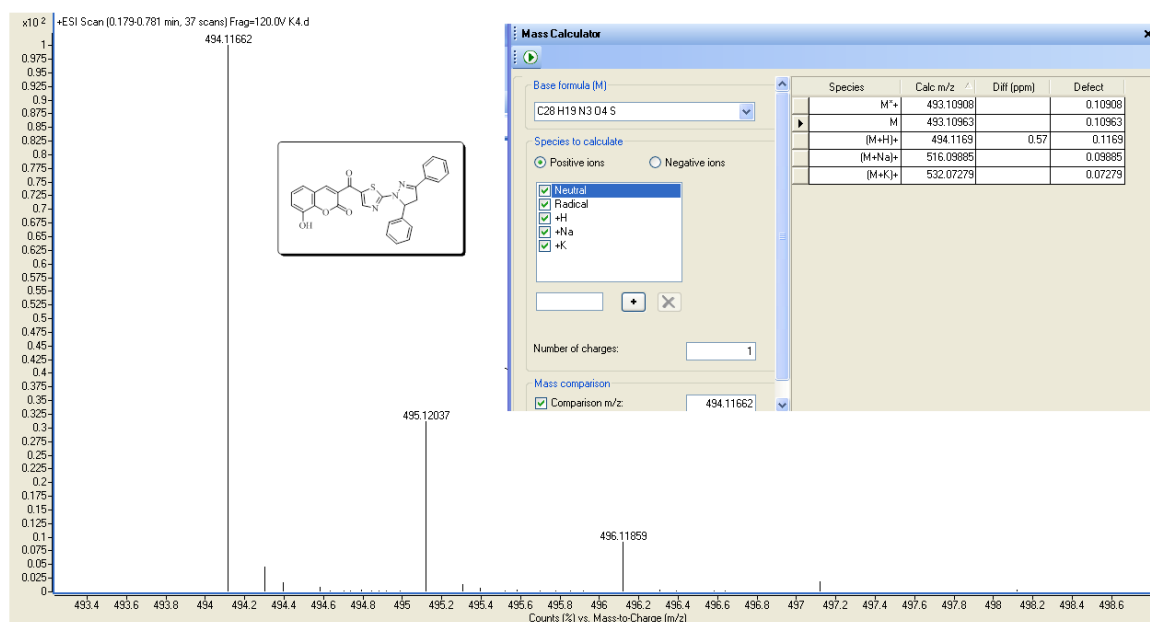 x10 2
+ESI Scan (0.179-0.781 min, 37 scans) Frag=120.0V K4.d
1
0.975
0.95
0.925
0.9
0.875
0.85
0.825
0.8
0.775
0.75
0.725
0.7
0.675
0.65
0.625
0.6
0.575
0.55
0.525
0.5
0.475
0.45
0.425
0.4
0.375
0.35
0.325
0.3
0.275
0.25
0.225
0.2
0.175
0.15
0.125
0.1
0.075
0.05
0.025
0
494.11662
495.12037
496.11859
O
S
N
N
N
O
O
OH
493.4 493.6 493.8 494 494.2 494.4 494.6 494.8 495 495.2 495.4 495.6 495.8 496 496.2 496.4 496.6 496.8 497 497.2 497.4 497.6 497.8 498 498.2 498.4 498.6
Counts (%) vs. Mass-to-Charge (m/z)
Mass Calculator
Base formula (M)
C28 H19 N3 O4 S
Species to calculate
Positive ions Negative ions
Neutral
Radical
+H
+Na
+K
Number of charges: 1
Mass comparison
Comparison m/z: 494.11662
Species Calc m/z Diff (ppm) Defect
M*+ 493.10908 0.10908
M 493.10963 0.10963
(M+H)+ 494.1169 0.57 0.1169
(M+Na)+ 516.09885 0.09885
(M+K)+ 532.07279 0.07279